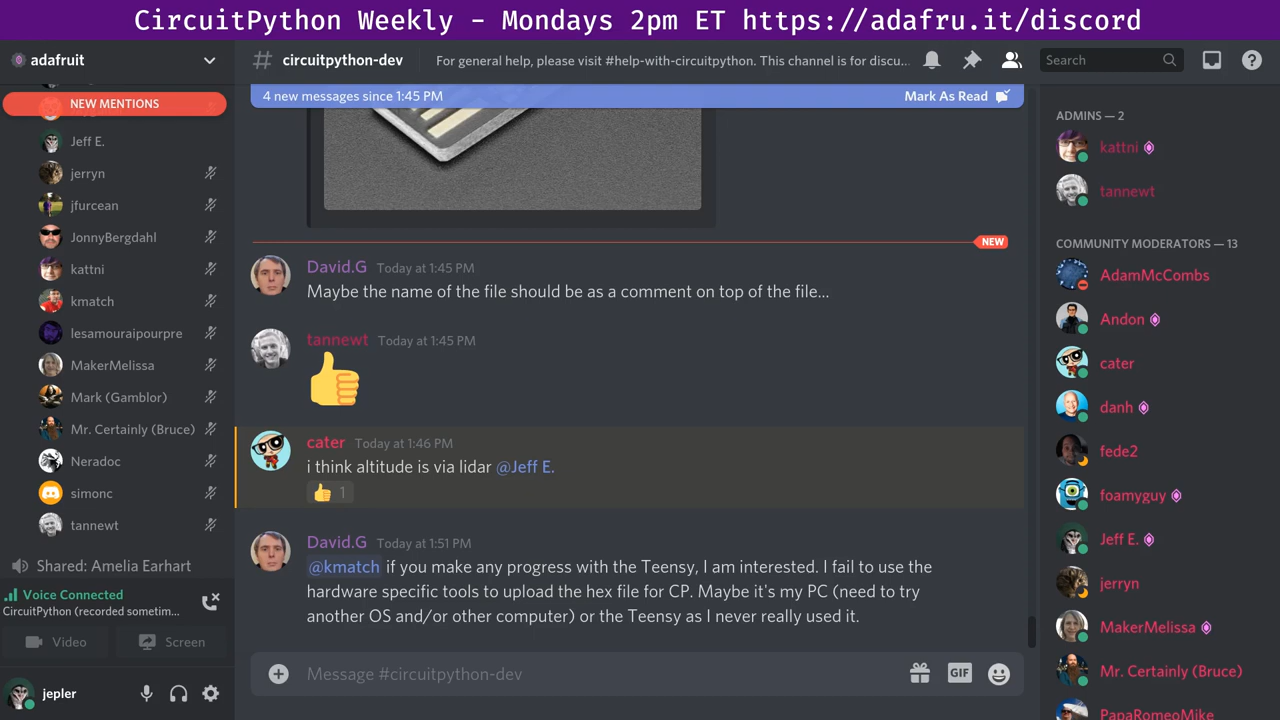 CircuitPython Weekly – Mondays 2pm ET https://adafru.it/discord
adafruit
NEW MENTIONS
Jeff E.
jerryn
jfurcean
JonnyBergdahl
kattni
kmatch
lesamouraipourpre
MakerMelissa
Mark (Gamblor)
Mr. Certainly (Bruce)
Neradoc
simonc
tannewt
Shared: Amelia Earhart
Voice Connected
CircuitPython (recorded sometim...
Video
Screen
jepler
# circuitpython-dev
For general help, please visit #help-with-circuitpython. This channel is for discu...
Search
4 new messages since 1:45 PM
Mark As Read
NEW
David.G Today at 1:45 PM
Maybe the name of the file should be as a comment on top of the file...
tannewt Today at 1:45 PM
cater Today at 1:46 PM
i think altitude is via lidar @Jeff E.
1
David.G Today at 1:51 PM
@kmatch if you make any progress with the Teensy, I am interested. I fail to use the
hardware specific tools to upload the hex file for CP. Maybe it's my PC (need to try
another OS and/or other computer) or the Teensy as I never really used it.
Message #circuitpython-dev
GIF
ADMINS — 2
kattni
tannewt
COMMUNITY MODERATORS — 13
AdamMcCombs
Andon
cater
danh
fede2
foamyguy
Jeff E.
jerryn
MakerMelissa
Mr. Certainly (Bruce)
PapaRomeoMike